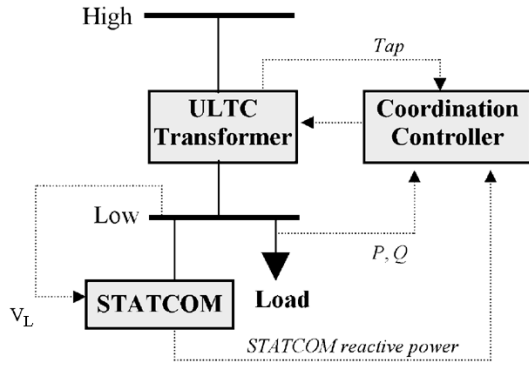 High
Tap
ULTC
Transformer
Coordination
Controller
Low
P, Q
STATCOM
Load
V_L
STATCOM reactive power